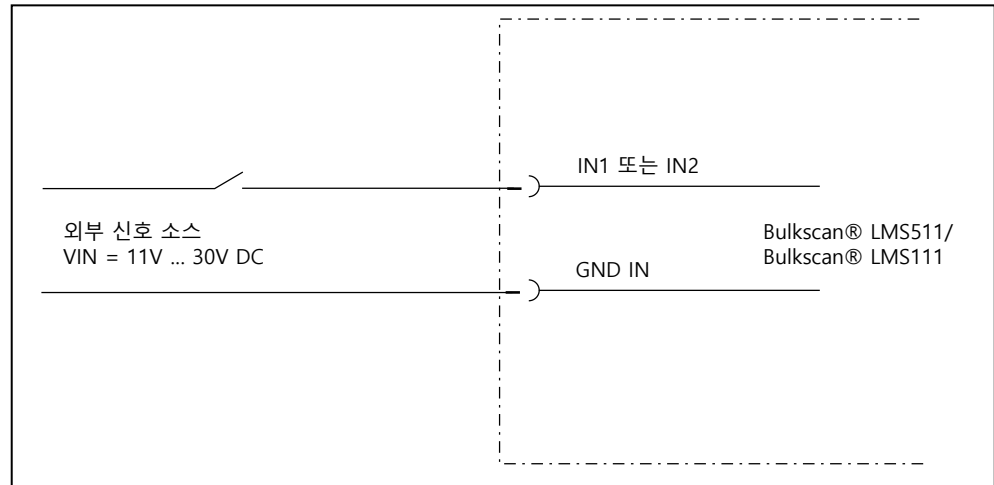 IN1 또는 IN2
외부 신호 소스
VIN = 11V ... 30V DC
Bulkscan® LMS511/
Bulkscan® LMS111
GND IN